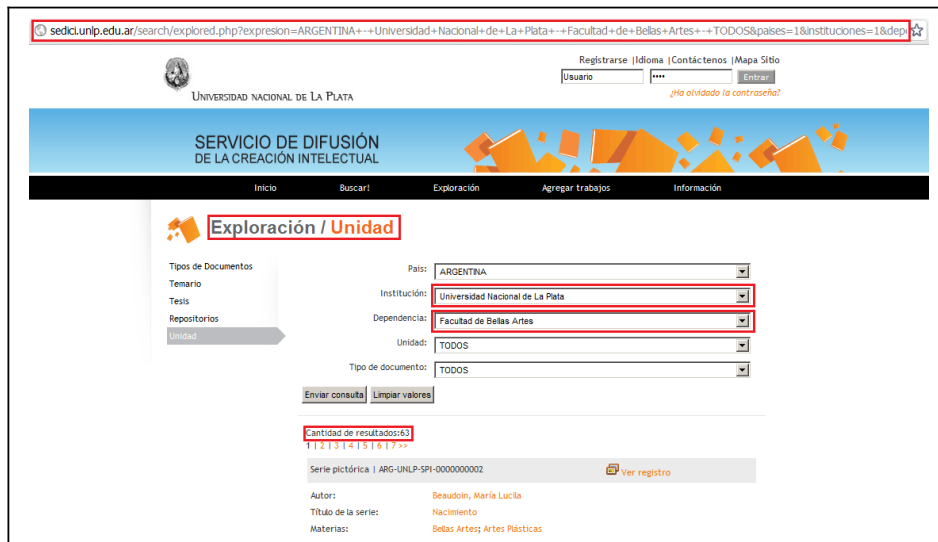 sedici.unlp.edu.ar/search/explored.php?expresion=ARGENTINA+-+Universidad+Nacional+de+La+Plata+-+Facultad+de+Bellas+Artes+-+TODOS&paises=1&instituciones=1&depe
Registrarse |Idioma |Contáctenos |Mapa Sitio
Usuario •••• Entrar
¿Ha olvidado la contraseña?
UNIVERSIDAD NACIONAL DE LA PLATA
SERVICIO DE DIFUSIÓN
DE LA CREACIÓN INTELECTUAL
Inicio Buscar! Exploración Agregar trabajos Información
Exploración / Unidad
Tipos de Documentos
Temario
Tesis
Repositorios
Unidad
País: ARGENTINA
Institución: Universidad Nacional de La Plata
Dependencia: Facultad de Bellas Artes
Unidad: TODOS
Tipo de documento: TODOS
Enviar consulta Limpiar valores
Cantidad de resultados:63
1 | 2 | 3 | 4 | 5 | 6 | 7 >>
Serie pictórica | ARG-UNLP-SPI-0000000002 Ver registro
Autor: Beaudoin, María Lucila
Título de la serie: Nacimiento
Materias: Bellas Artes; Artes Plásticas